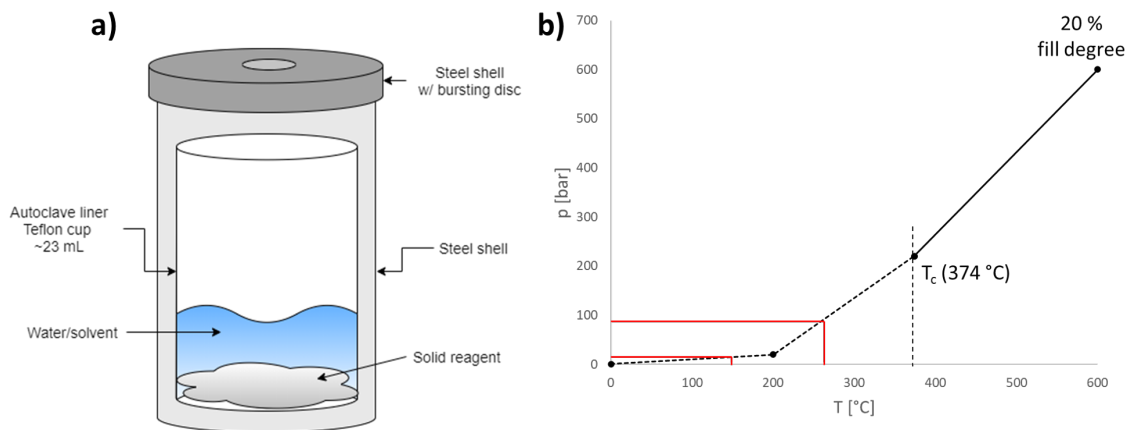 a)
Steel shell
w/ bursting disc
Autoclave liner
Teflon cup
~23 mL
Steel shell
Water/solvent
Solid reagent
b)
700
600
500
400
300
200
100
0
p [bar]
20 %
fill degree
Tc (374 °C)
0
100
200
300
400
500
600
T [°C]